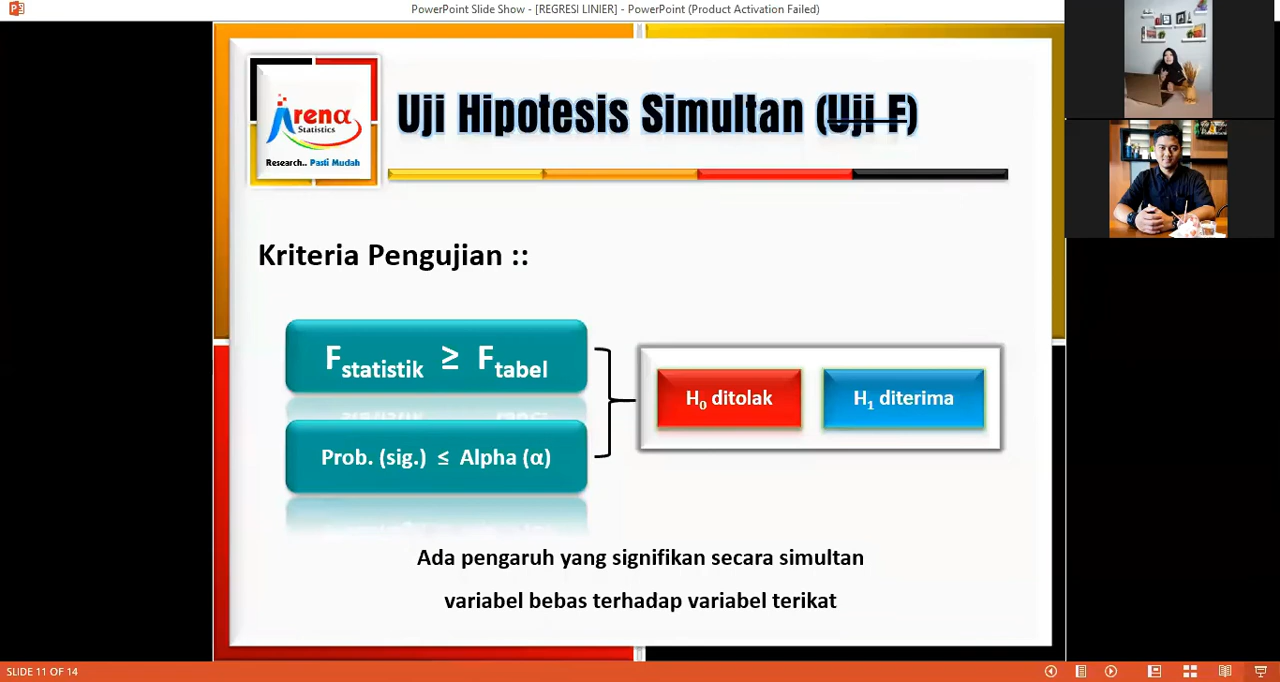 PowerPoint Slide Show - [REGRESI LINIER] - PowerPoint (Product Activation Failed)
Arenα
Statistics
Research.. Pasti Mudah
Uji Hipotesis Simultan (Uji F)
Kriteria Pengujian ::
Fstatistik ≥ Ftabel
Prob. (sig.) ≤ Alpha (α)
H0 ditolak
H1 diterima
Ada pengaruh yang signifikan secara simultan
variabel bebas terhadap variabel terikat
SLIDE 11 OF 14